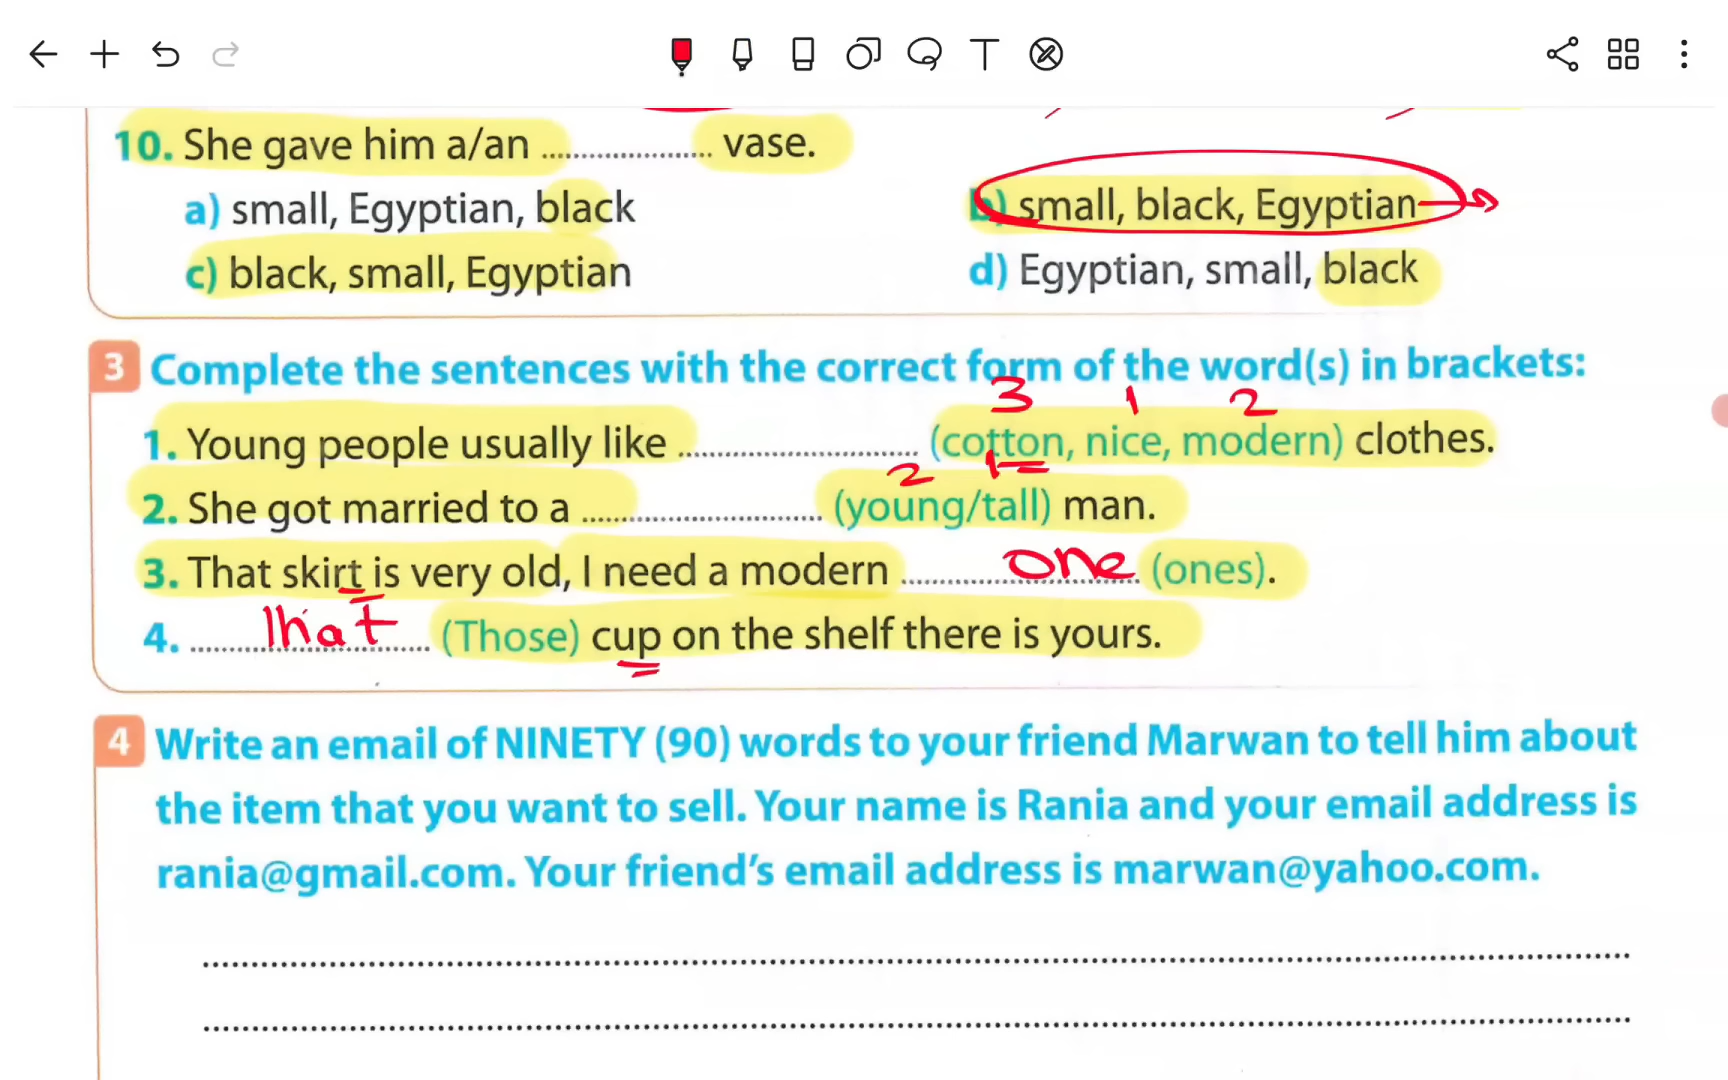 10. She gave him a/an .................... vase.
a) small, Egyptian, black
b) small, black, Egyptian
c) black, small, Egyptian
d) Egyptian, small, black
3 Complete the sentences with the correct form of the word(s) in brackets:
3 1 2
1. Young people usually like ............................ (cotton, nice, modern) clothes.
2 1
2. She got married to a ............................ (young/tall) man.
3. That skirt is very old, I need a modern ............ one (ones).
4. ......... that ......... (Those) cup on the shelf there is yours.
4 Write an email of NINETY (90) words to your friend Marwan to tell him about
the item that you want to sell. Your name is Rania and your email address is
rania@gmail.com. Your friend's email address is marwan@yahoo.com.